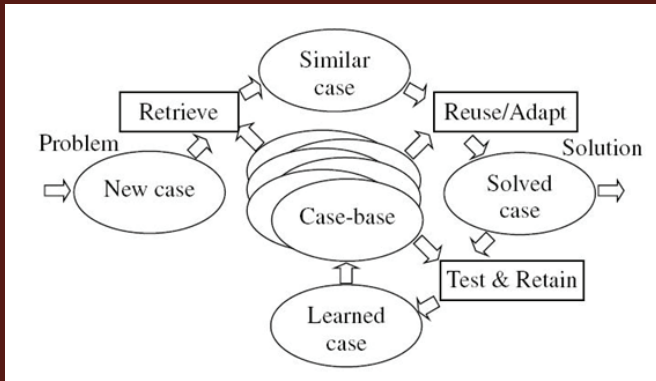 Similar
case
Retrieve
Reuse/Adapt
Problem
Solution
New case
Solved
case
Case-base
Test & Retain
Learned
case